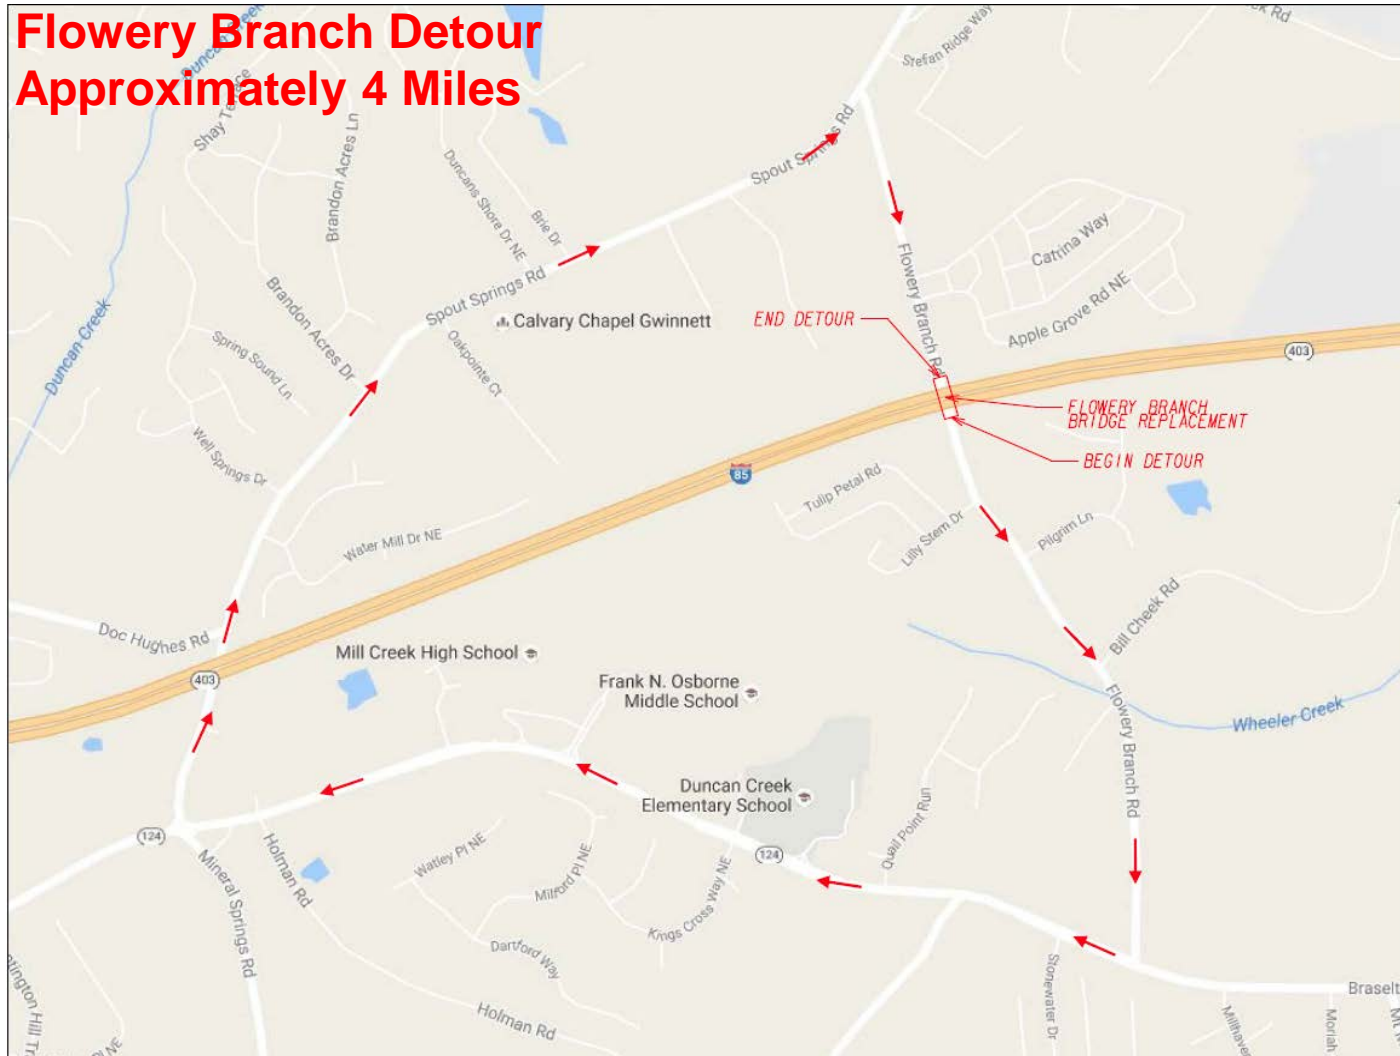 Flowery Branch Detour
Approximately 4 Miles
Duncan Creek
Shay Terrace
Brandon Acres Ln
Stefan Ridge Way
Spout Springs Rd
Duncans Shore Dr NE
Brie Dr
Catrina Way
Flowery Branch Rd
Apple Grove Rd NE
Brandon Acres Dr
Spout Springs Rd
Calvary Chapel Gwinnett
END DETOUR
Duncan Creek
Spring Sound Ln
Oakpointe Ct
403
FLOWERY BRANCH
BRIDGE REPLACEMENT
BEGIN DETOUR
Well Springs Dr
85
Tulip Petal Rd
Lilly Stem Dr
Pilgrim Ln
Water Mill Dr NE
Bill Cheek Rd
Doc Hughes Rd
Mill Creek High School
403
Frank N. Osborne
Middle School
Flowery Branch Rd
Wheeler Creek
Duncan Creek
Elementary School
Quail Point Run
124
124
Holman Rd
Mineral Springs Rd
Watley Pl NE
Milford Pl NE
Kings Cross Way NE
Dartford Way
Stonewater Dr
Holman Rd
Braselt
Moriah